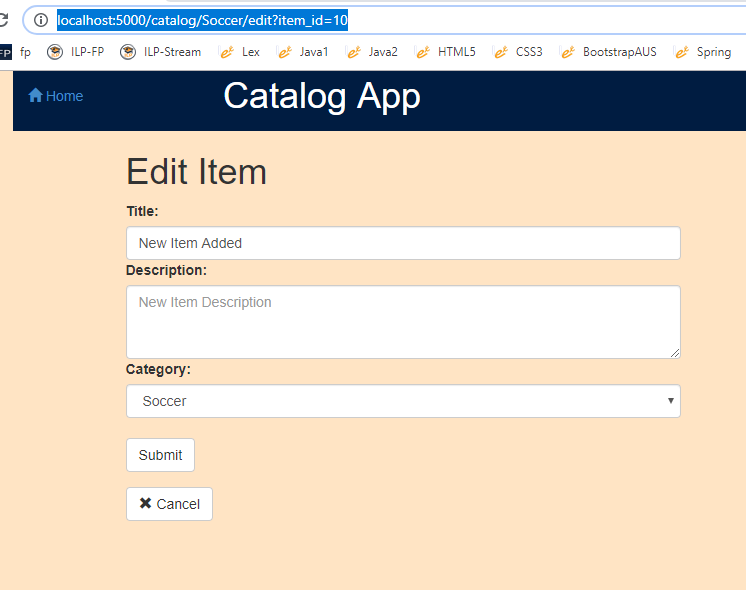 localhost:5000/catalog/Soccer/edit?item_id=10
FP fp ILP-FP ILP-Stream Lex Java1 Java2 HTML5 CSS3 BootstrapAUS Spring
Home Catalog App
Edit Item
Title:
New Item Added
Description:
New Item Description
Category:
Soccer
Submit
Cancel